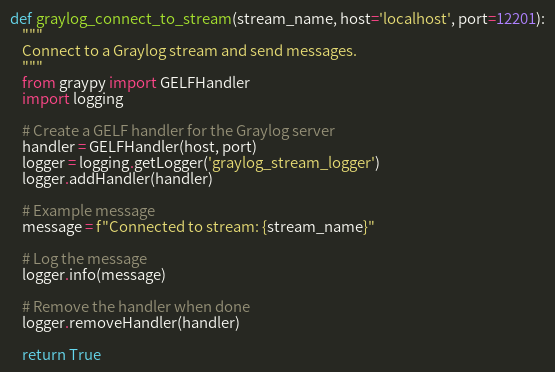 def graylog_connect_to_stream(stream_name, host='localhost', port=12201):
"""
Connect to a Graylog stream and send messages.
"""
from graypy import GELFHandler
import logging
# Create a GELF handler for the Graylog server
handler = GELFHandler(host, port)
logger = logging.getLogger('graylog_stream_logger')
logger.addHandler(handler)
# Example message
message = f"Connected to stream: {stream_name}"
# Log the message
logger.info(message)
# Remove the handler when done
logger.removeHandler(handler)
return True